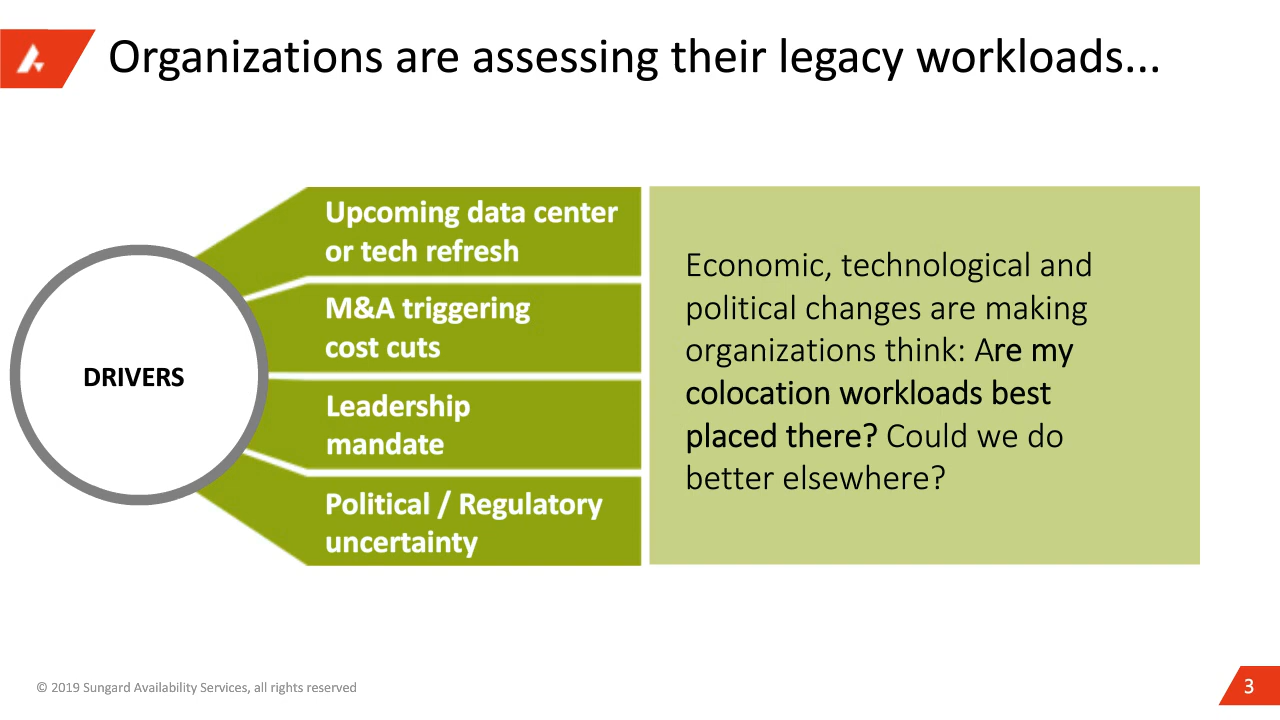 Organizations are assessing their legacy workloads...
DRIVERS
Upcoming data center
or tech refresh
M&A triggering
cost cuts
Leadership
mandate
Political / Regulatory
uncertainty
Economic, technological and
political changes are making
organizations think: Are my
colocation workloads best
placed there? Could we do
better elsewhere?
© 2019 Sungard Availability Services, all rights reserved
3